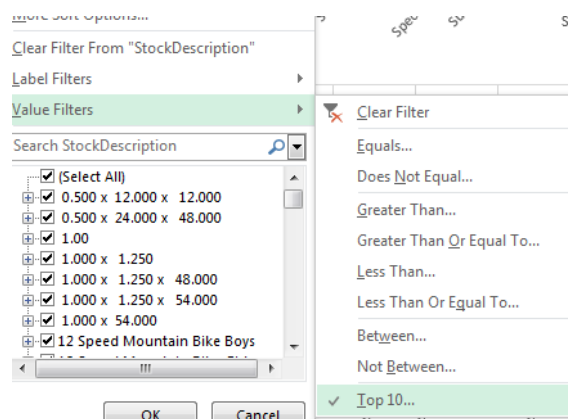 More Sort Options...
Clear Filter From "StockDescription"
Label Filters
Value Filters
Search StockDescription
(Select All)
0.500 x 12.000 x 12.000
0.500 x 24.000 x 48.000
1.00
1.000 x 1.250
1.000 x 1.250 x 48.000
1.000 x 1.250 x 54.000
1.000 x 54.000
12 Speed Mountain Bike Boys
OK
Cancel
Clear Filter
Equals...
Does Not Equal...
Greater Than...
Greater Than Or Equal To...
Less Than...
Less Than Or Equal To...
Between...
Not Between...
Top 10...